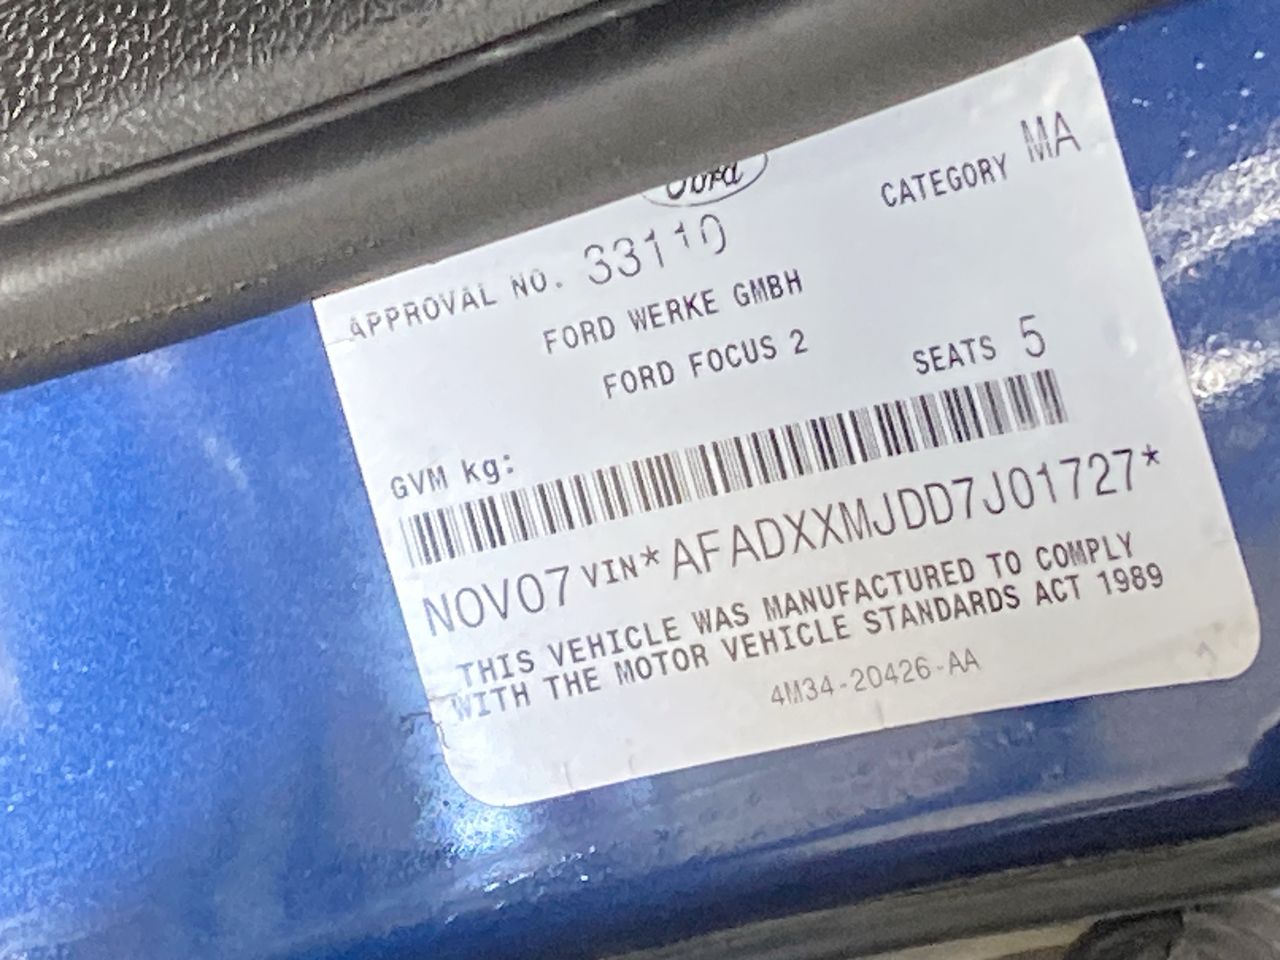 Ford
APPROVAL NO. 33110 CATEGORY MA
FORD WERKE GMBH
FORD FOCUS 2
GVM kg: SEATS 5
NOV07 VIN*AFADXXMJDD7J01727*
THIS VEHICLE WAS MANUFACTURED TO COMPLY
WITH THE MOTOR VEHICLE STANDARDS ACT 1989
4M34-20426-AA